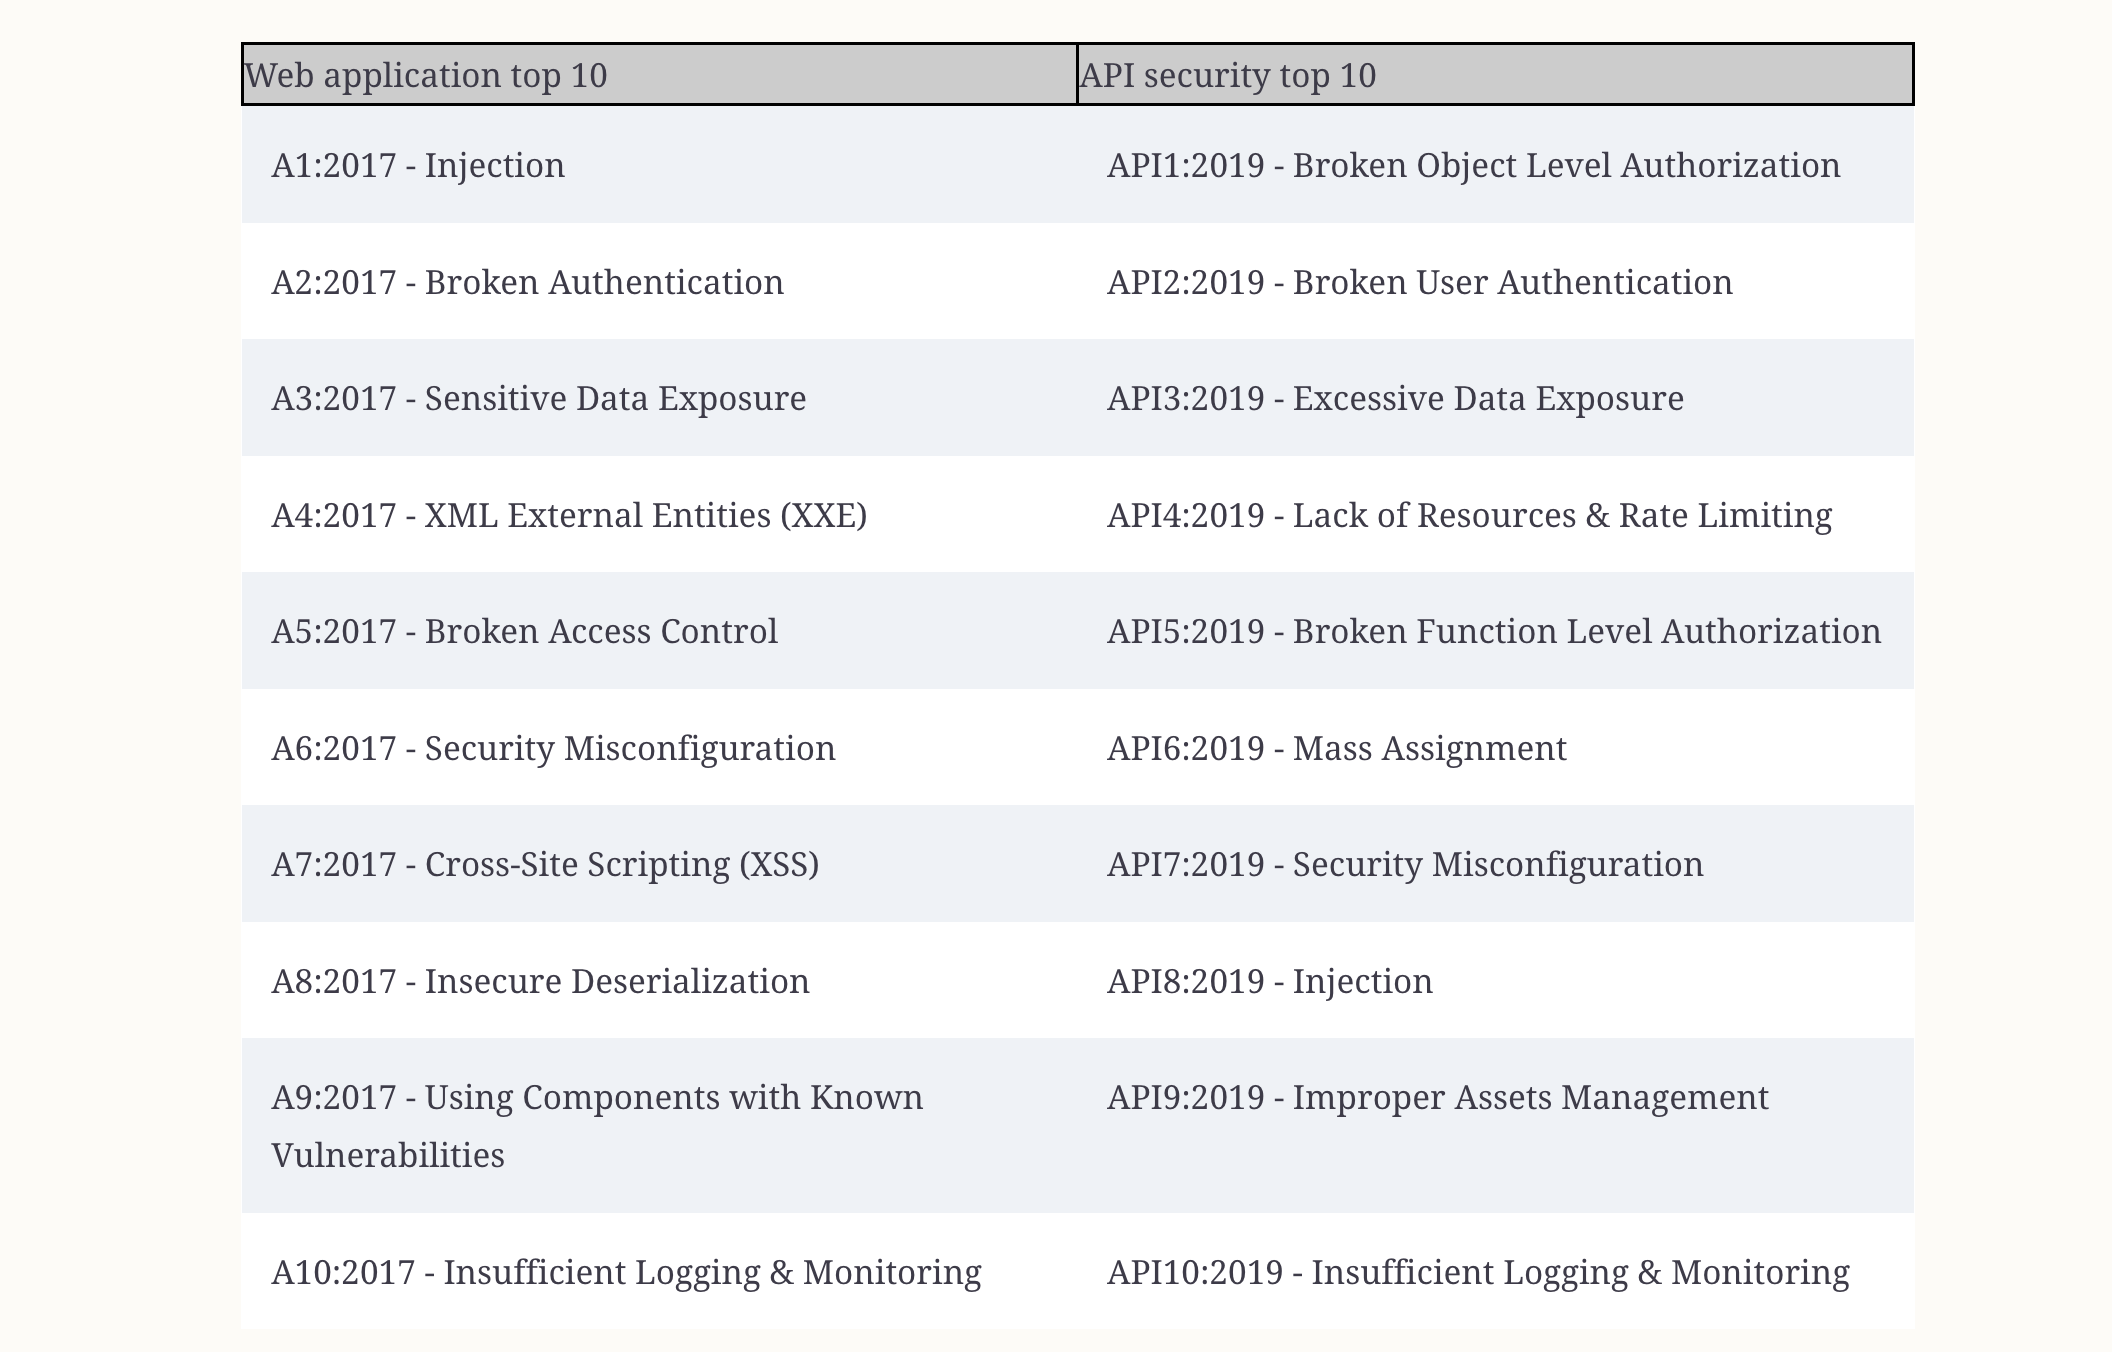 Web application top 10
API security top 10
A1:2017 - Injection
API1:2019 - Broken Object Level Authorization
A2:2017 - Broken Authentication
API2:2019 - Broken User Authentication
A3:2017 - Sensitive Data Exposure
API3:2019 - Excessive Data Exposure
A4:2017 - XML External Entities (XXE)
API4:2019 - Lack of Resources & Rate Limiting
A5:2017 - Broken Access Control
API5:2019 - Broken Function Level Authorization
A6:2017 - Security Misconfiguration
API6:2019 - Mass Assignment
A7:2017 - Cross-Site Scripting (XSS)
API7:2019 - Security Misconfiguration
A8:2017 - Insecure Deserialization
API8:2019 - Injection
A9:2017 - Using Components with Known
Vulnerabilities
API9:2019 - Improper Assets Management
A10:2017 - Insufficient Logging & Monitoring
API10:2019 - Insufficient Logging & Monitoring